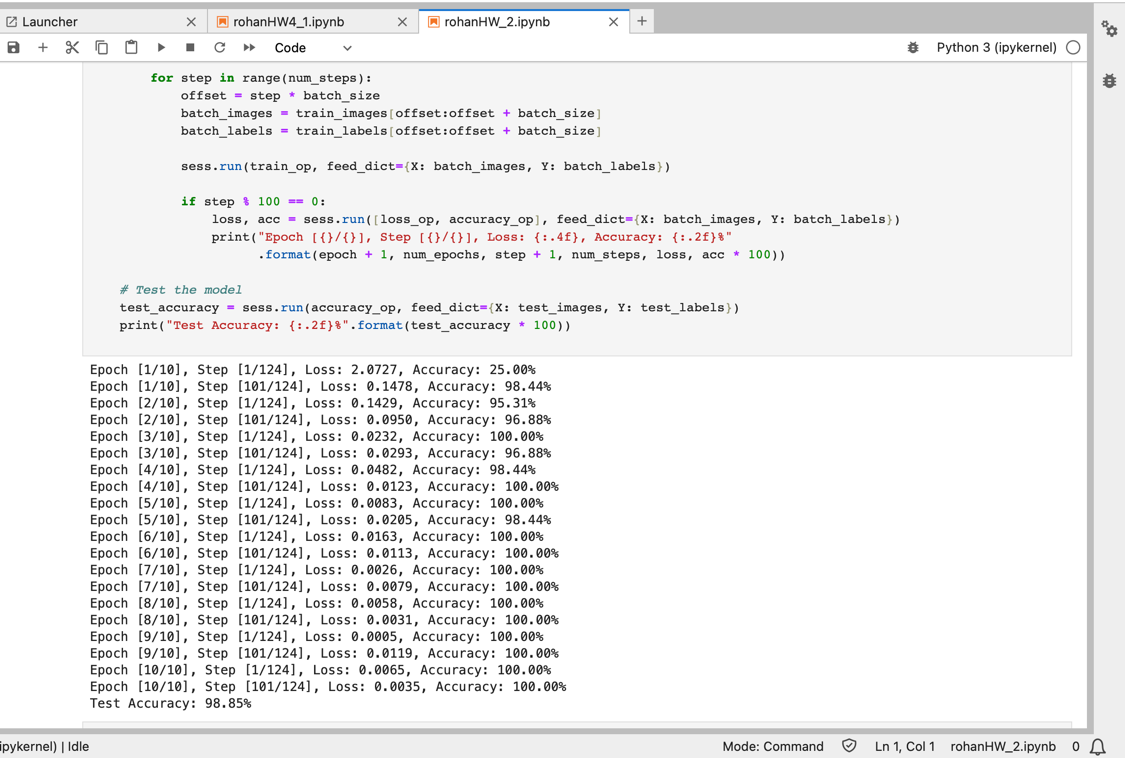 Launcher
rohanHW4_1.ipynb
rohanHW_2.ipynb
Code
Python 3 (ipykernel)
for step in range(num_steps):
offset = step * batch_size
batch_images = train_images[offset:offset + batch_size]
batch_labels = train_labels[offset:offset + batch_size]
sess.run(train_op, feed_dict={X: batch_images, Y: batch_labels})
if step % 100 == 0:
loss, acc = sess.run([loss_op, accuracy_op], feed_dict={X: batch_images, Y: batch_labels})
print("Epoch [{}/{}], Step [{}/{}], Loss: {:.4f}, Accuracy: {:.2f}%"
.format(epoch + 1, num_epochs, step + 1, num_steps, loss, acc * 100))
# Test the model
test_accuracy = sess.run(accuracy_op, feed_dict={X: test_images, Y: test_labels})
print("Test Accuracy: {:.2f}%".format(test_accuracy * 100))
Epoch [1/10], Step [1/124], Loss: 2.0727, Accuracy: 25.00%
Epoch [1/10], Step [101/124], Loss: 0.1478, Accuracy: 98.44%
Epoch [2/10], Step [1/124], Loss: 0.1429, Accuracy: 95.31%
Epoch [2/10], Step [101/124], Loss: 0.0950, Accuracy: 96.88%
Epoch [3/10], Step [1/124], Loss: 0.0232, Accuracy: 100.00%
Epoch [3/10], Step [101/124], Loss: 0.0293, Accuracy: 96.88%
Epoch [4/10], Step [1/124], Loss: 0.0482, Accuracy: 98.44%
Epoch [4/10], Step [101/124], Loss: 0.0123, Accuracy: 100.00%
Epoch [5/10], Step [1/124], Loss: 0.0083, Accuracy: 100.00%
Epoch [5/10], Step [101/124], Loss: 0.0205, Accuracy: 98.44%
Epoch [6/10], Step [1/124], Loss: 0.0163, Accuracy: 100.00%
Epoch [6/10], Step [101/124], Loss: 0.0113, Accuracy: 100.00%
Epoch [7/10], Step [1/124], Loss: 0.0026, Accuracy: 100.00%
Epoch [7/10], Step [101/124], Loss: 0.0079, Accuracy: 100.00%
Epoch [8/10], Step [1/124], Loss: 0.0058, Accuracy: 100.00%
Epoch [8/10], Step [101/124], Loss: 0.0031, Accuracy: 100.00%
Epoch [9/10], Step [1/124], Loss: 0.0005, Accuracy: 100.00%
Epoch [9/10], Step [101/124], Loss: 0.0119, Accuracy: 100.00%
Epoch [10/10], Step [1/124], Loss: 0.0065, Accuracy: 100.00%
Epoch [10/10], Step [101/124], Loss: 0.0035, Accuracy: 100.00%
Test Accuracy: 98.85%
ipykernel) | Idle
Mode: Command
Ln 1, Col 1
rohanHW_2.ipynb
0